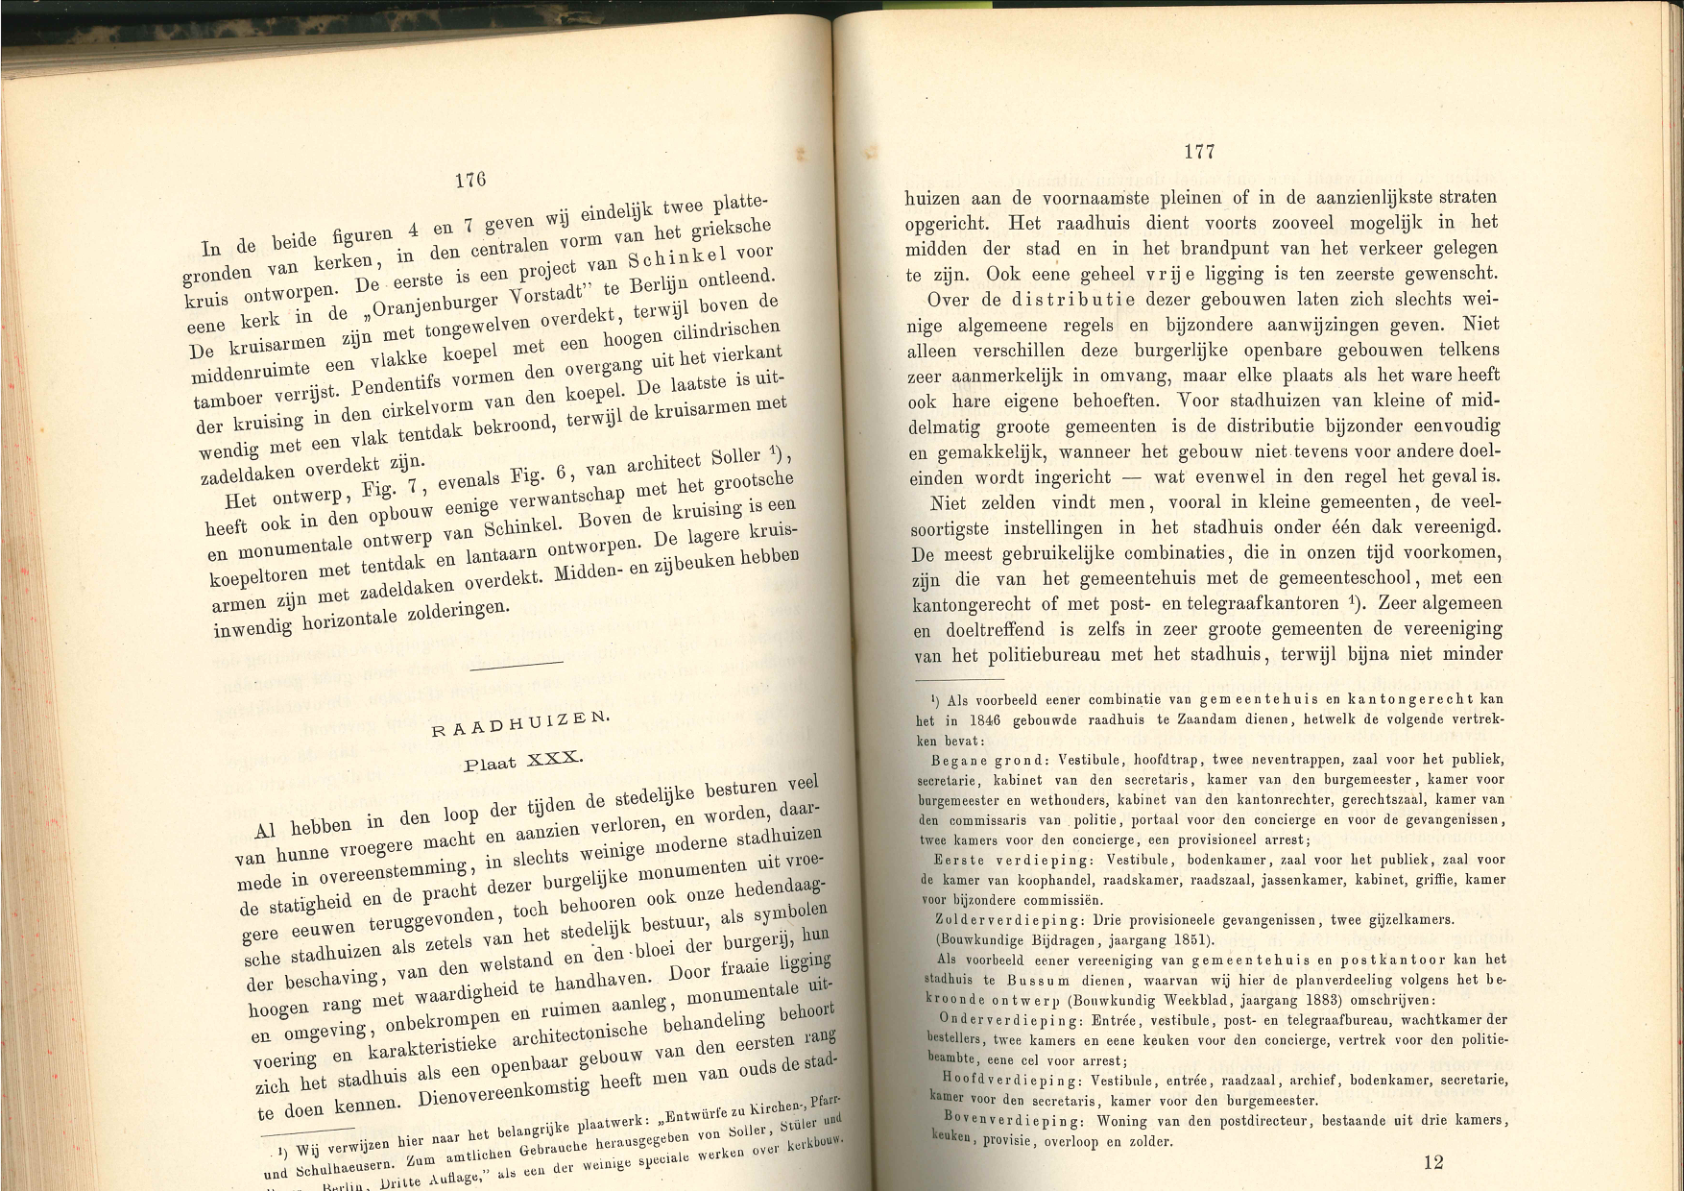 176
In de beide figuren 4 en 7 geven wij eindelijk twee platte-
gronden van kerken, in den centralen vorm van het grieksche
kruis ontworpen. De eerste is een project van Schinkel voor
eene kerk in de „Oranjenburger Vorstadt” te Berlijn ontleend.
De kruisarmen zijn met tongewelven overdekt, terwijl boven de
middenruimte een vlakke koepel met een hoogen cilindrischen
tamboer verrijst. Pendentifs vormen den overgang uit het vierkant
der kruising in den cirkelvorm van den koepel. De laatste is uit-
wendig met een vlak tentdak bekroond, terwijl de kruisarmen met
zadeldaken overdekt zijn.
Het ontwerp, Fig. 7, evenals Fig. 6, van architect Soller ¹),
heeft ook in den opbouw eenige verwantschap met het grootsche
en monumentale ontwerp van Schinkel. Boven de kruising is een
koepeltoren met tentdak en lantaarn ontworpen. De lagere kruis-
armen zijn met zadeldaken overdekt. Midden- en zijbeuken hebben
inwendig horizontale zolderingen.
RAADHUIZEN.
Plaat XXX.
Al hebben in den loop der tijden de stedelijke besturen veel
van hunne vroegere macht en aanzien verloren, en worden, daar-
mede in overeenstemming, in slechts weinige moderne stadhuizen
de statigheid en de pracht dezer burgelijke monumenten uit vroe-
gere eeuwen teruggevonden, toch behooren ook onze hedendaag-
sche stadhuizen als zetels van het stedelijk bestuur, als symbolen
der beschaving, van den welstand en den bloei der burgerij, hun
hoogen rang met waardigheid te handhaven. Door fraaie ligging
en omgeving, onbekrompen en ruimen aanleg, monumentale uit-
voering en karakteristieke architectonische behandeling behoort
zich het stadhuis als een openbaar gebouw van den eersten rang
te doen kennen. Dienovereenkomstig heeft men van ouds de stad-
¹) Wij verwijzen hier naar het belangrijke plaatwerk: „Entwürfe zu Kirchen-, Pfarr-
und Schulhaeusern. Zum amtlichen Gebrauche herausgegeben von Soller, Stüler und
Berlin, Dritte Auflage,” als een der weinige speciale werken over kerkbouw.
177
huizen aan de voornaamste pleinen of in de aanzienlijkste straten
opgericht. Het raadhuis dient voorts zooveel mogelijk in het
midden der stad en in het brandpunt van het verkeer gelegen
te zijn. Ook eene geheel vrije ligging is ten zeerste gewenscht.
Over de distributie dezer gebouwen laten zich slechts wei-
nige algemeene regels en bijzondere aanwijzingen geven. Niet
alleen verschillen deze burgerlijke openbare gebouwen telkens
zeer aanmerkelijk in omvang, maar elke plaats als het ware heeft
ook hare eigene behoeften. Voor stadhuizen van kleine of mid-
delmatig groote gemeenten is de distributie bijzonder eenvoudig
en gemakkelijk, wanneer het gebouw niet tevens voor andere doel-
einden wordt ingericht — wat evenwel in den regel het geval is.
Niet zelden vindt men, vooral in kleine gemeenten, de veel-
soortigste instellingen in het stadhuis onder één dak vereenigd.
De meest gebruikelijke combinaties, die in onzen tijd voorkomen,
zijn die van het gemeentehuis met de gemeenteschool, met een
kantongerecht of met post- en telegraafkantoren ¹). Zeer algemeen
en doeltreffend is zelfs in zeer groote gemeenten de vereeniging
van het politiebureau met het stadhuis, terwijl bijna niet minder
¹) Als voorbeeld eener combinatie van gemeentehuis en kantongerecht kan
het in 1846 gebouwde raadhuis te Zaandam dienen, hetwelk de volgende vertrek-
ken bevat:
Begane grond: Vestibule, hoofdtrap, twee neventrappen, zaal voor het publiek,
secretarie, kabinet van den secretaris, kamer van den burgemeester, kamer voor
burgemeester en wethouders, kabinet van den kantonrechter, gerechtszaal, kamer van
den commissaris van politie, portaal voor den concierge en voor de gevangenissen,
twee kamers voor den concierge, een provisioneel arrest;
Eerste verdieping: Vestibule, bodenkamer, zaal voor het publiek, zaal voor
de kamer van koophandel, raadskamer, raadszaal, jassenkamer, kabinet, griffie, kamer
voor bijzondere commissiën.
Zolderverdieping: Drie provisioneele gevangenissen, twee gijzelkamers.
(Bouwkundige Bijdragen, jaargang 1851).
Als voorbeeld eener vereeniging van gemeentehuis en postkantoor kan het
stadhuis te Bussum dienen, waarvan wij hier de planverdeeling volgens het be-
kroonde ontwerp (Bouwkundig Weekblad, jaargang 1883) omschrijven:
Onderverdieping: Entrée, vestibule, post- en telegraafbureau, wachtkamer der
bestellers, twee kamers en eene keuken voor den concierge, vertrek voor den politie-
beambte, eene cel voor arrest;
Hoofdverdieping: Vestibule, entrée, raadzaal, archief, bodenkamer, secretarie,
kamer voor den secretaris, kamer voor den burgemeester.
Bovenverdieping: Woning van den postdirecteur, bestaande uit drie kamers,
keuken, provisie, overloop en zolder.
12